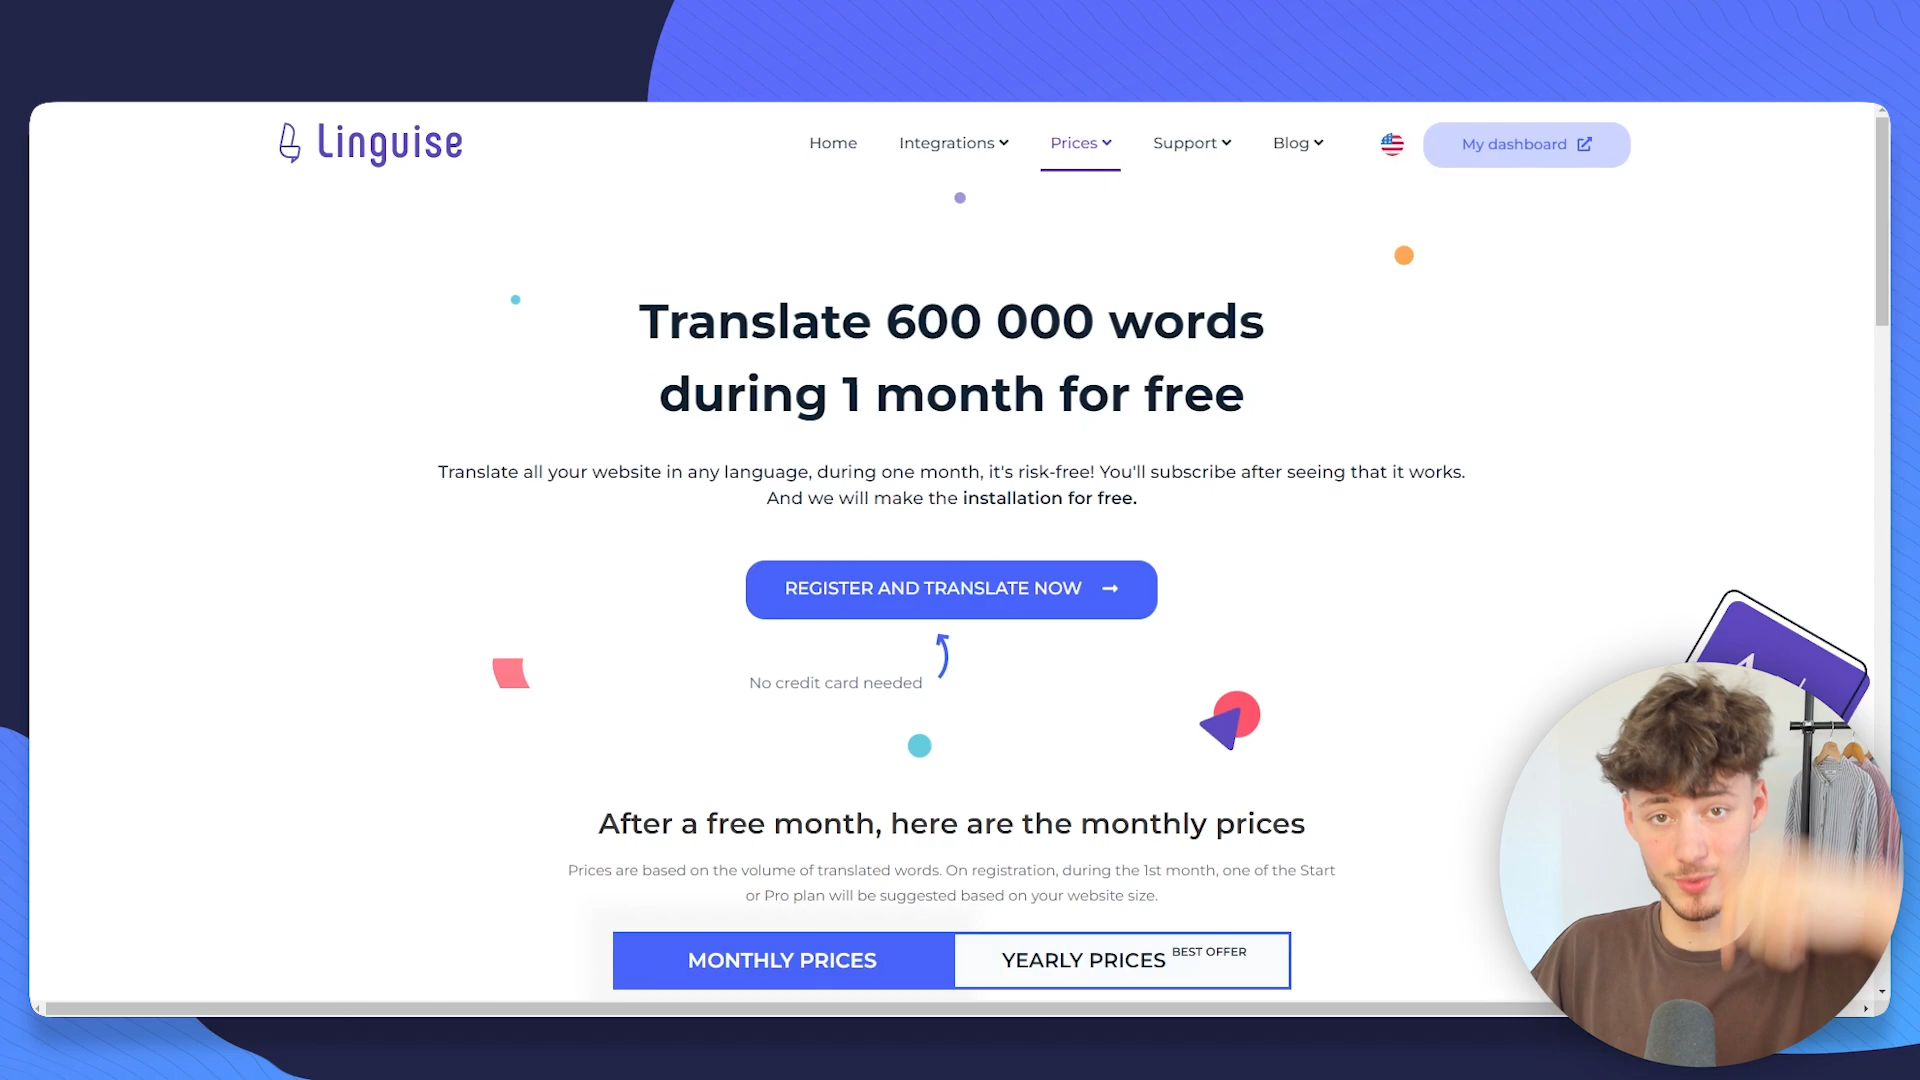 Linguise
Home
Integrations
Prices
Support
Blog
My dashboard
Translate 600 000 words
during 1 month for free
Translate all your website in any language, during one month, it's risk-free! You'll subscribe after seeing that it works.
And we will make the installation for free.
REGISTER AND TRANSLATE NOW
No credit card needed
After a free month, here are the monthly prices
Prices are based on the volume of translated words. On registration, during the 1st month, one of the Start
or Pro plan will be suggested based on your website size.
MONTHLY PRICES
YEARLY PRICES BEST OFFER